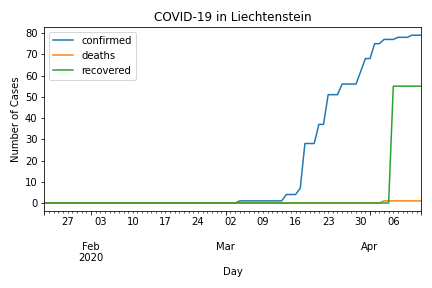 COVID-19 in Liechtenstein
confirmed
deaths
recovered
Number of Cases
80
70
60
50
40
30
20
10
0
27 03 10 17 24 02 09 16 23 30 06
Feb Mar Apr
2020
Day